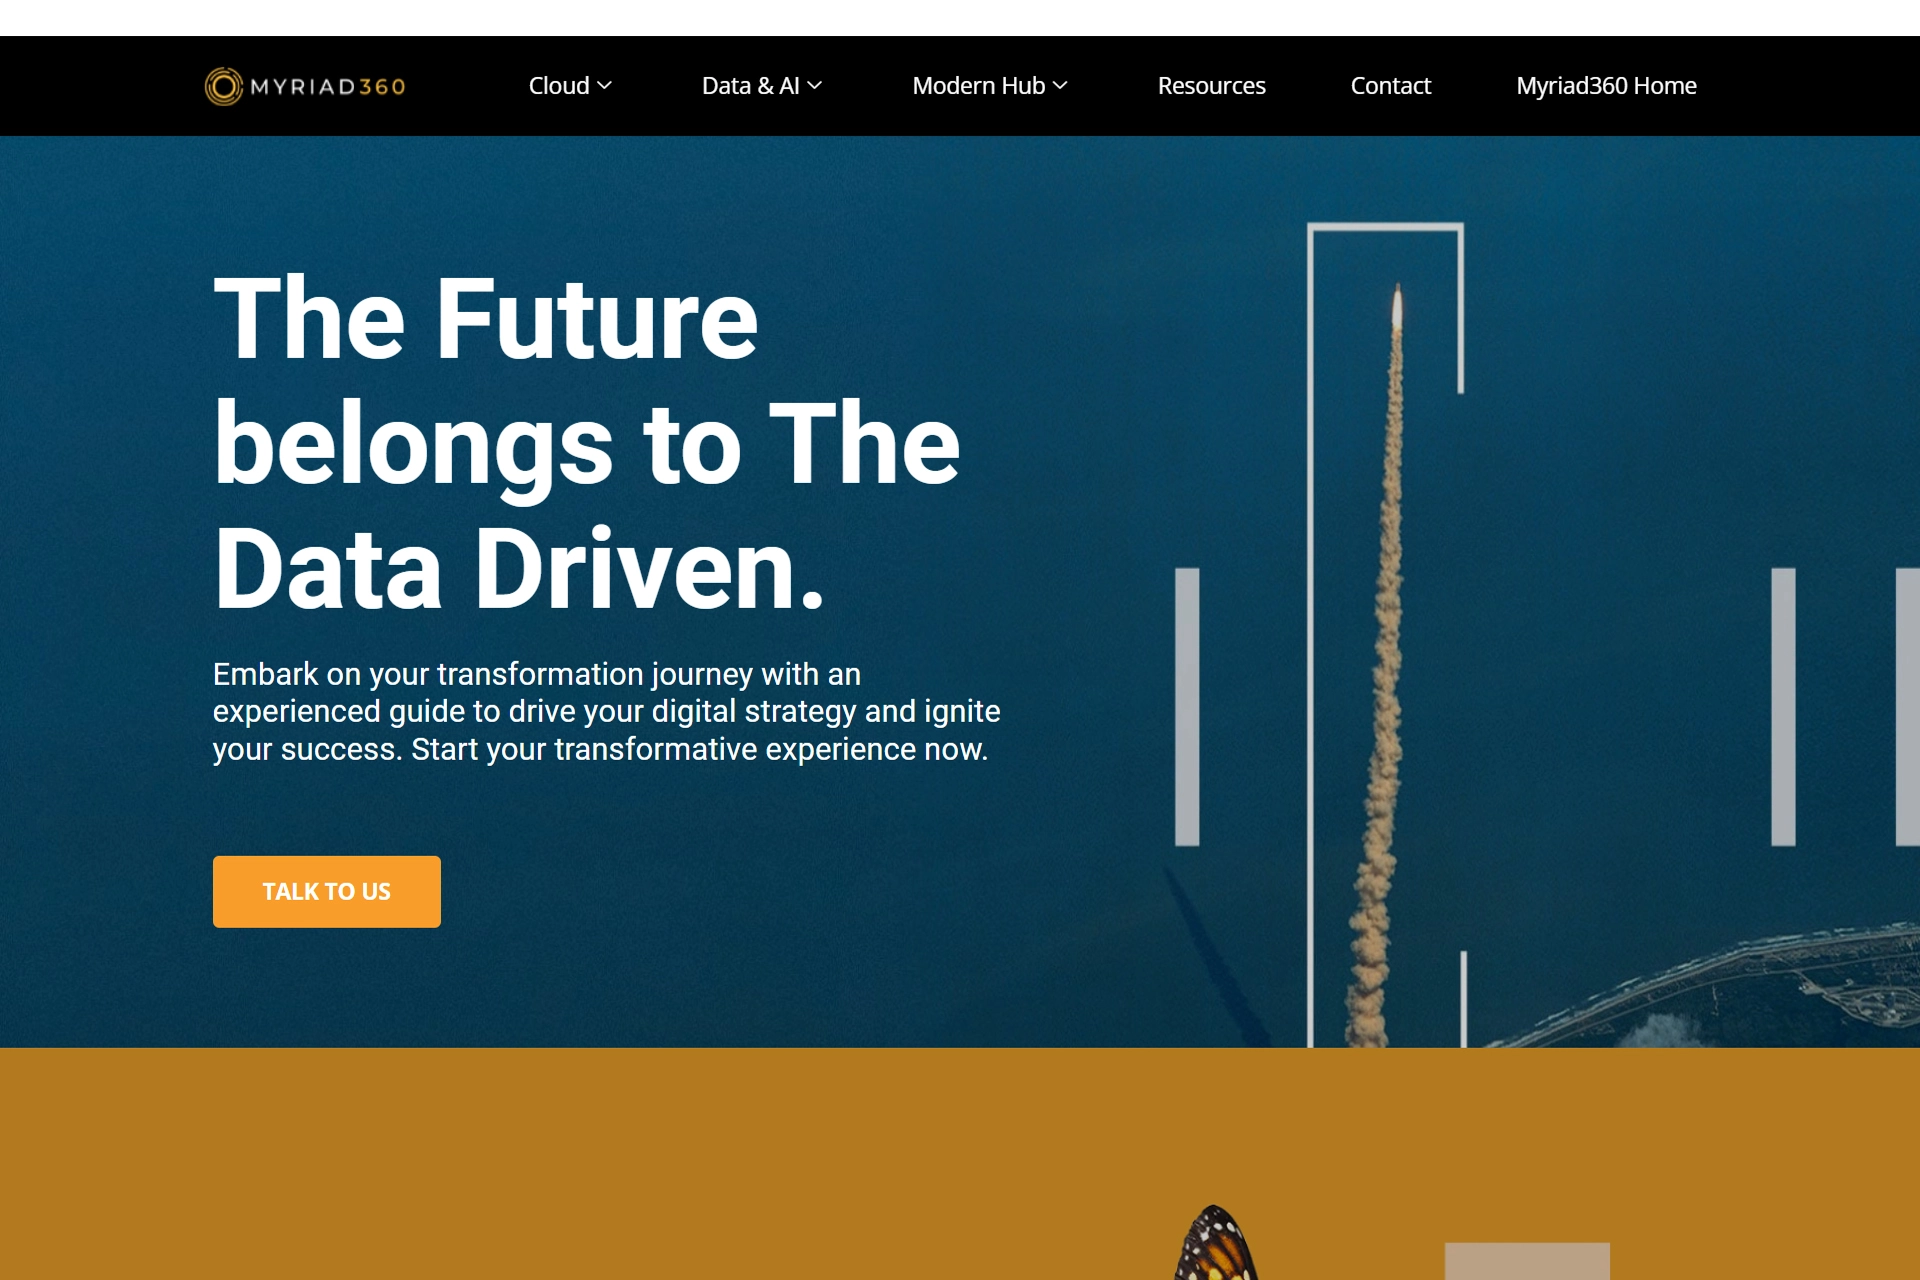 MYRIAD360
Cloud
Data & AI
Modern Hub
Resources
Contact
Myriad360 Home
The Future
belongs to The
Data Driven.
Embark on your transformation journey with an
experienced guide to drive your digital strategy and ignite
your success. Start your transformative experience now.
TALK TO US